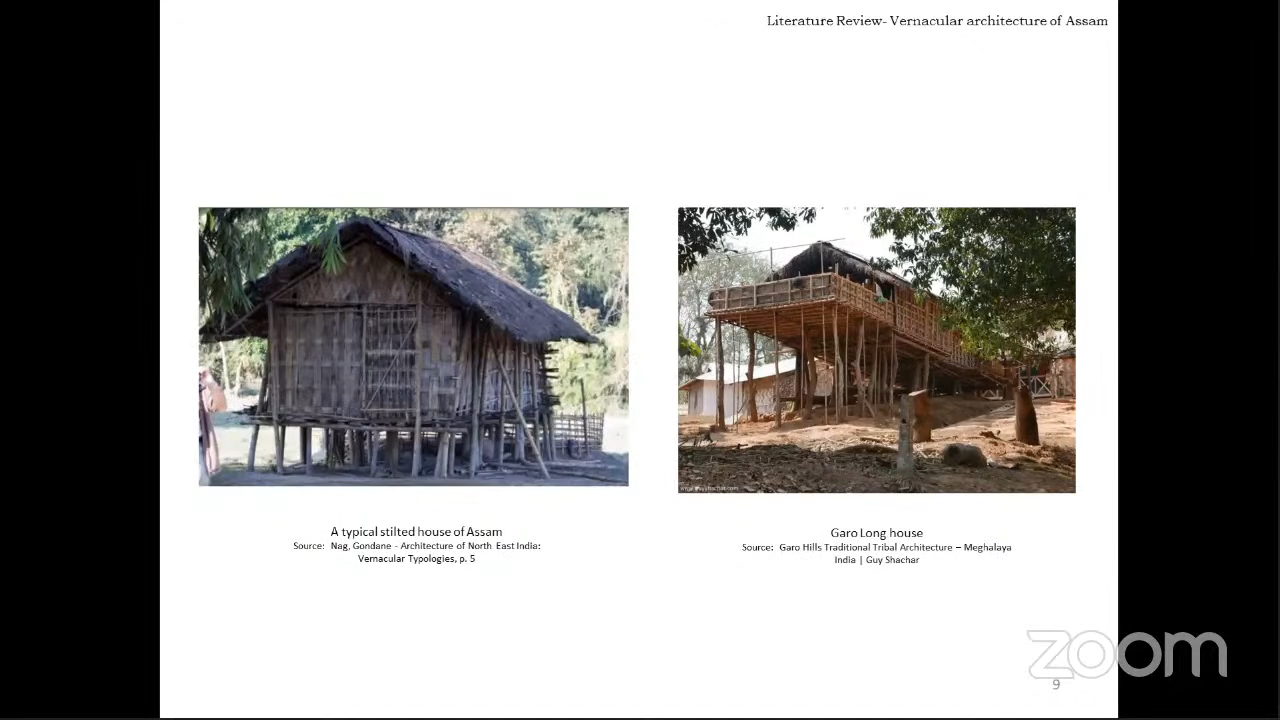 Literature Review- Vernacular architecture of Assam
A typical stilted house of Assam
Source: Nag, Gondane - Architecture of North East India:
Vernacular Typologies, p. 5
Garo Long house
Source: Garo Hills Traditional Tribal Architecture – Meghalaya
India | Guy Shachar
zoom
9